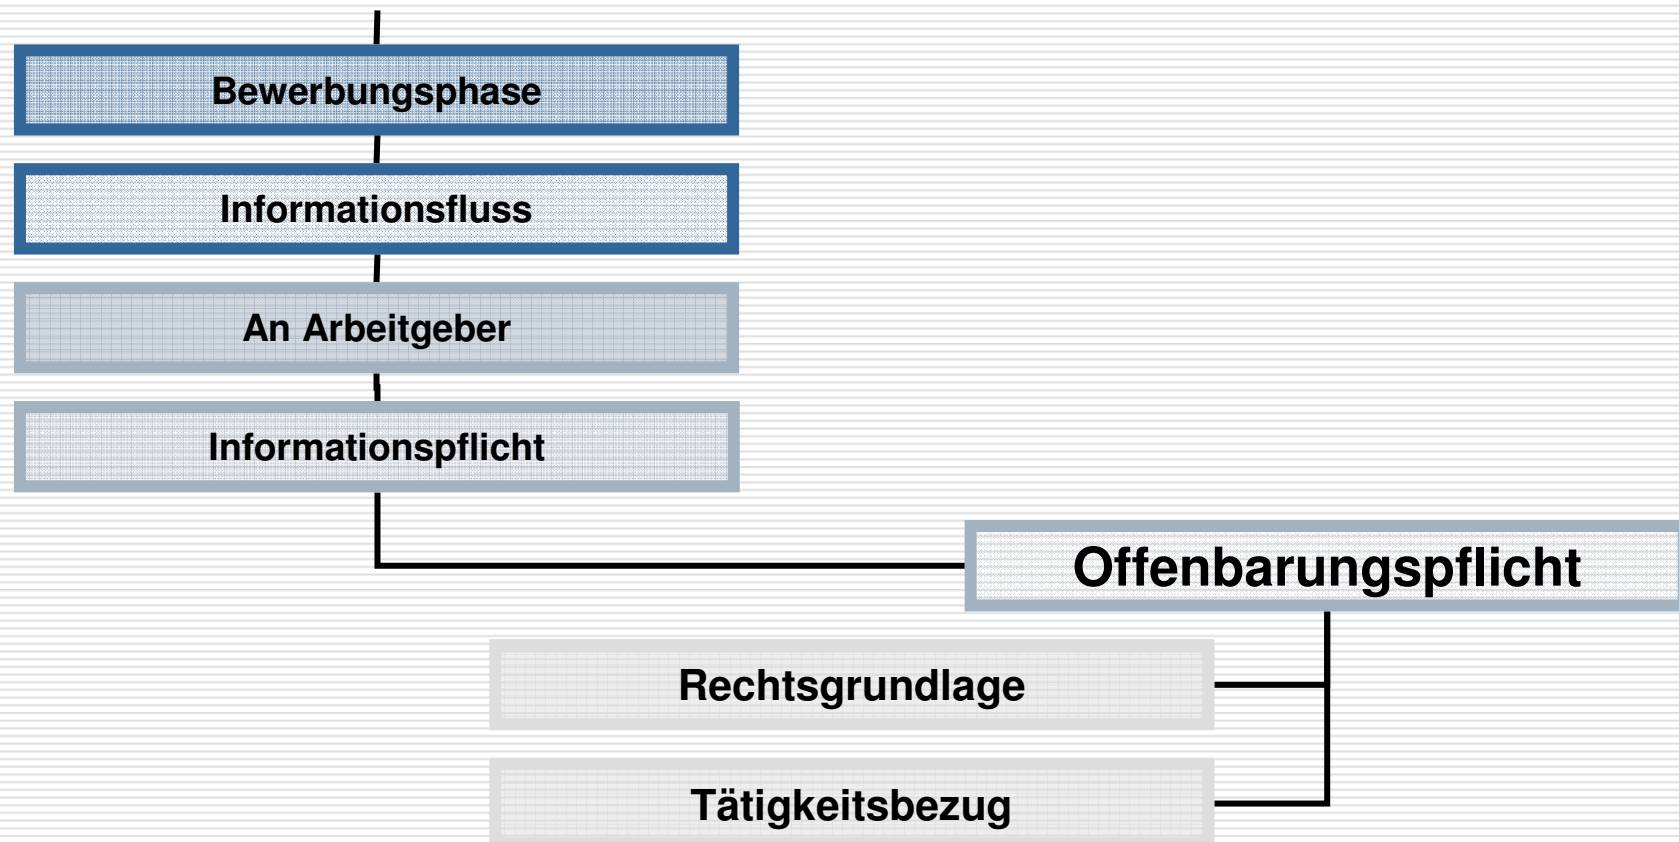 Bewerbungsphase
Informationsfluss
An Arbeitgeber
Informationspflicht
Offenbarungspflicht
Rechtsgrundlage
Tätigkeitsbezug